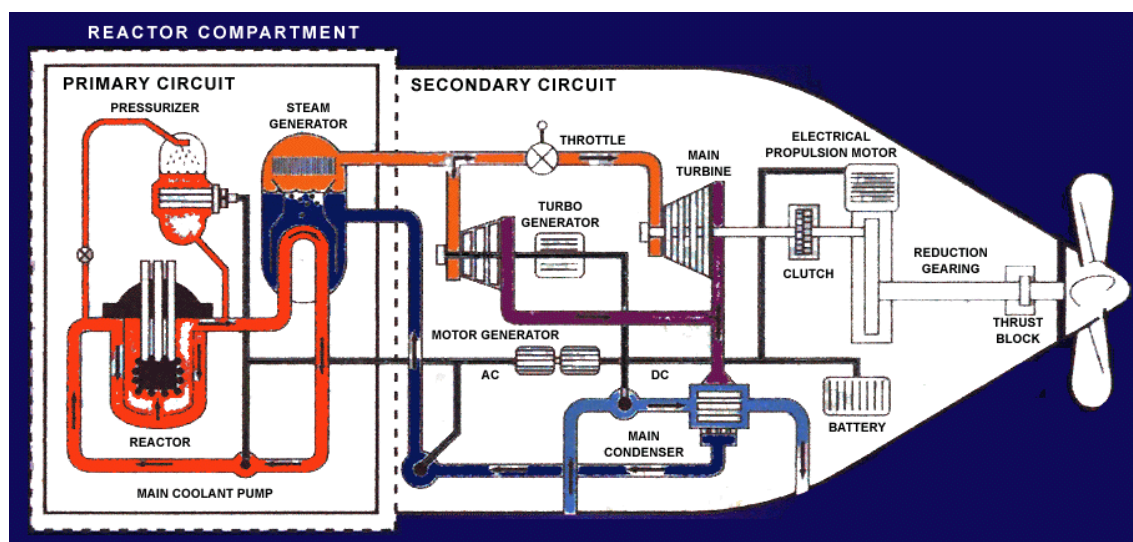 REACTOR COMPARTMENT
PRIMARY CIRCUIT
SECONDARY CIRCUIT
PRESSURIZER
STEAM
GENERATOR
THROTTLE
MAIN
TURBINE
ELECTRICAL
PROPULSION MOTOR
TURBO
GENERATOR
CLUTCH
REDUCTION
GEARING
THRUST
BLOCK
MOTOR GENERATOR
AC
DC
BATTERY
REACTOR
MAIN
CONDENSER
MAIN COOLANT PUMP